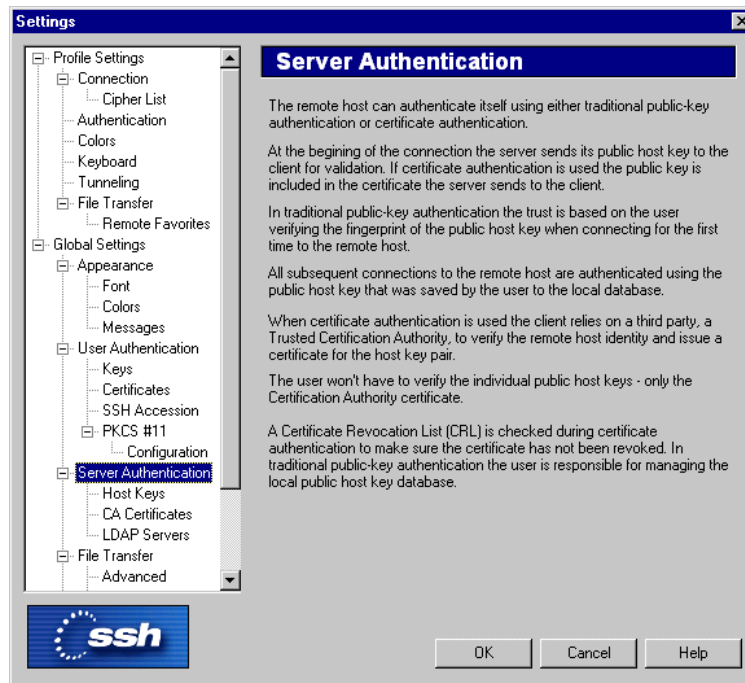 Settings
Profile Settings
Connection
Cipher List
Authentication
Colors
Keyboard
Tunneling
File Transfer
Remote Favorites
Global Settings
Appearance
Font
Colors
Messages
User Authentication
Keys
Certificates
SSH Accession
PKCS #11
Configuration
Server Authentication
Host Keys
CA Certificates
LDAP Servers
File Transfer
Advanced
ssh
Server Authentication
The remote host can authenticate itself using either traditional public-key
authentication or certificate authentication.
At the begining of the connection the server sends its public host key to the
client for validation. If certificate authentication is used the public key is
included in the certificate the server sends to the client.
In traditional public-key authentication the trust is based on the user
verifying the fingerprint of the public host key when connecting for the first
time to the remote host.
All subsequent connections to the remote host are authenticated using the
public host key that was saved by the user to the local database.
When certificate authentication is used the client relies on a third party, a
Trusted Certification Authority, to verify the remote host identity and issue a
certificate for the host key pair.
The user won't have to verify the individual public host keys - only the
Certification Authority certificate.
A Certificate Revocation List (CRL) is checked during certificate
authentication to make sure the certificate has not been revoked. In
traditional public-key authentication the user is responsible for managing the
local public host key database.
OK
Cancel
Help